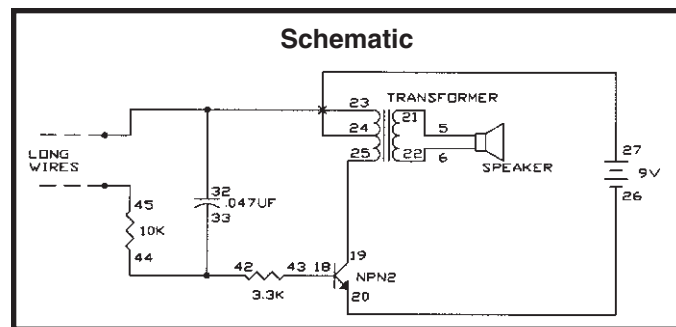 Schematic
23
TRANSFORMER
21
24
5
25
22
6
SPEAKER
27
9V
26
LONG
WIRES
32
.047UF
33
45
10K
44
42
43
18
3.3K
19
NPN2
20